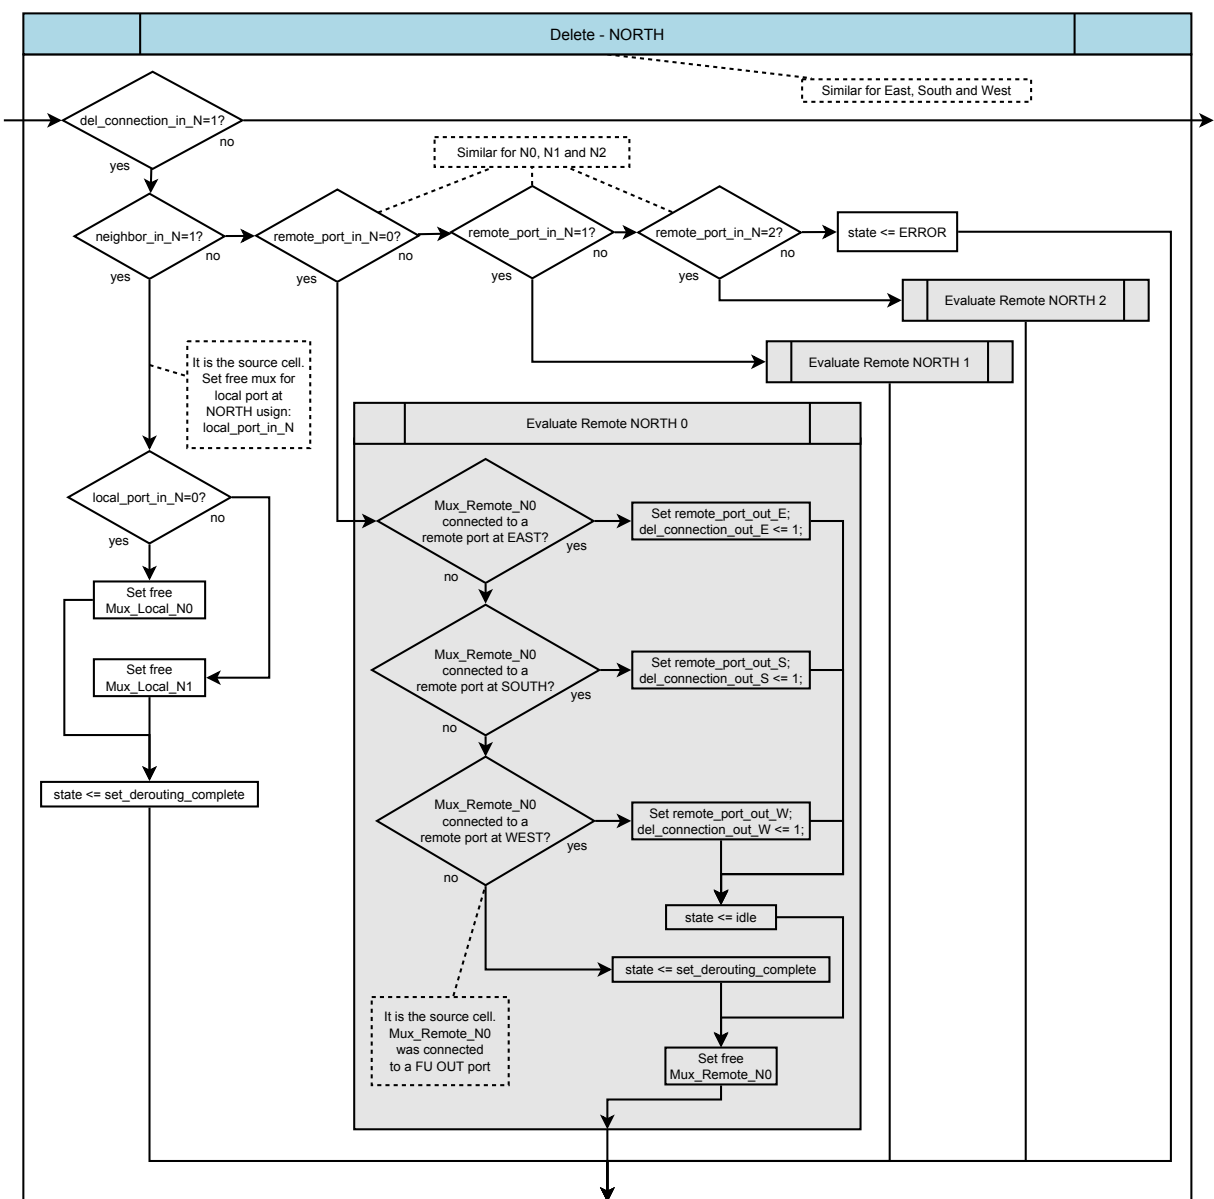 Delete - NORTH
Similar for East, South and West
del_connection_in_N=1?
no
yes
Similar for N0, N1 and N2
neighbor_in_N=1?
no
yes
remote_port_in_N=0?
no
yes
remote_port_in_N=1?
no
yes
remote_port_in_N=2?
no
yes
state <= ERROR
Evaluate Remote NORTH 2
Evaluate Remote NORTH 1
It is the source cell.
Set free mux for
local port at
NORTH usign:
local_port_in_N
Evaluate Remote NORTH 0
local_port_in_N=0?
no
yes
Set free
Mux_Local_N0
Set free
Mux_Local_N1
state <= set_derouting_complete
Mux_Remote_N0
connected to a
remote port at EAST?
yes
no
Set remote_port_out_E;
del_connection_out_E <= 1;
Mux_Remote_N0
connected to a
remote port at SOUTH?
yes
no
Set remote_port_out_S;
del_connection_out_S <= 1;
Mux_Remote_N0
connected to a
remote port at WEST?
yes
no
Set remote_port_out_W;
del_connection_out_W <= 1;
state <= idle
state <= set_derouting_complete
It is the source cell.
Mux_Remote_N0
was connected
to a FU OUT port
Set free
Mux_Remote_N0